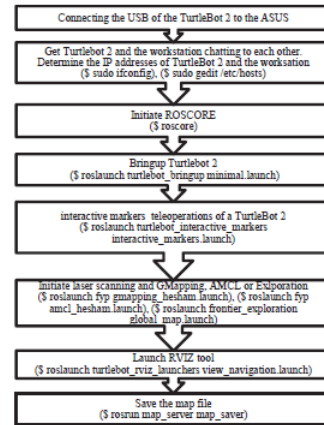 Connecting the USB of the TurtleBot 2 to the ASUS
Get Turtlebot 2 and the workstation chatting to each other.
Determine the IP addresses of TurtleBot 2 and the worksation
($ sudo ifconfig), ($ sudo gedit /etc/hosts)
Initiate ROSCORE
($ roscore)
Bringup Turtlebot 2
($ roslaunch turtlebot_bringup minimal.launch)
interactive markers teleoperations of a TurtleBot 2
($ roslaunch turtlebot_interactive_markers
interactive_markers.launch)
Initiate laser scanning and GMapping, AMCL or Exlporation
($ roslaunch fyp gmapping_hesham.launch), ($ roslaunch fyp
amcl_hesham.launch), ($ roslaunch frontier_exploration
global_map.launch)
Launch RVIZ tool
($ roslaunch turtlebot_rviz_launchers view_navigation.launch)
Save the map file
($ rosrun map_server map_saver)